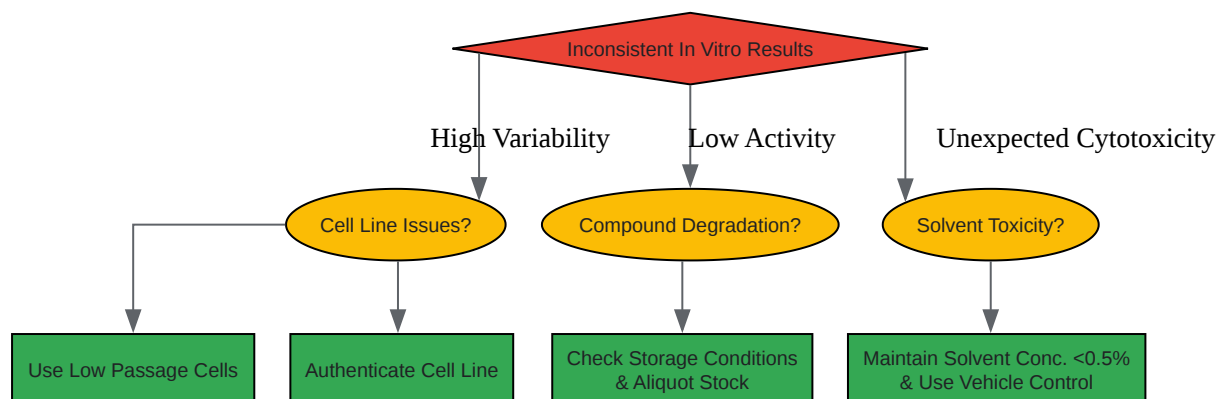 Inconsistent In Vitro Results
High Variability
Low Activity
Unexpected Cytotoxicity
Cell Line Issues?
Compound Degradation?
Solvent Toxicity?
Use Low Passage Cells
Authenticate Cell Line
Check Storage Conditions
& Aliquot Stock
Maintain Solvent Conc. <0.5%
& Use Vehicle Control